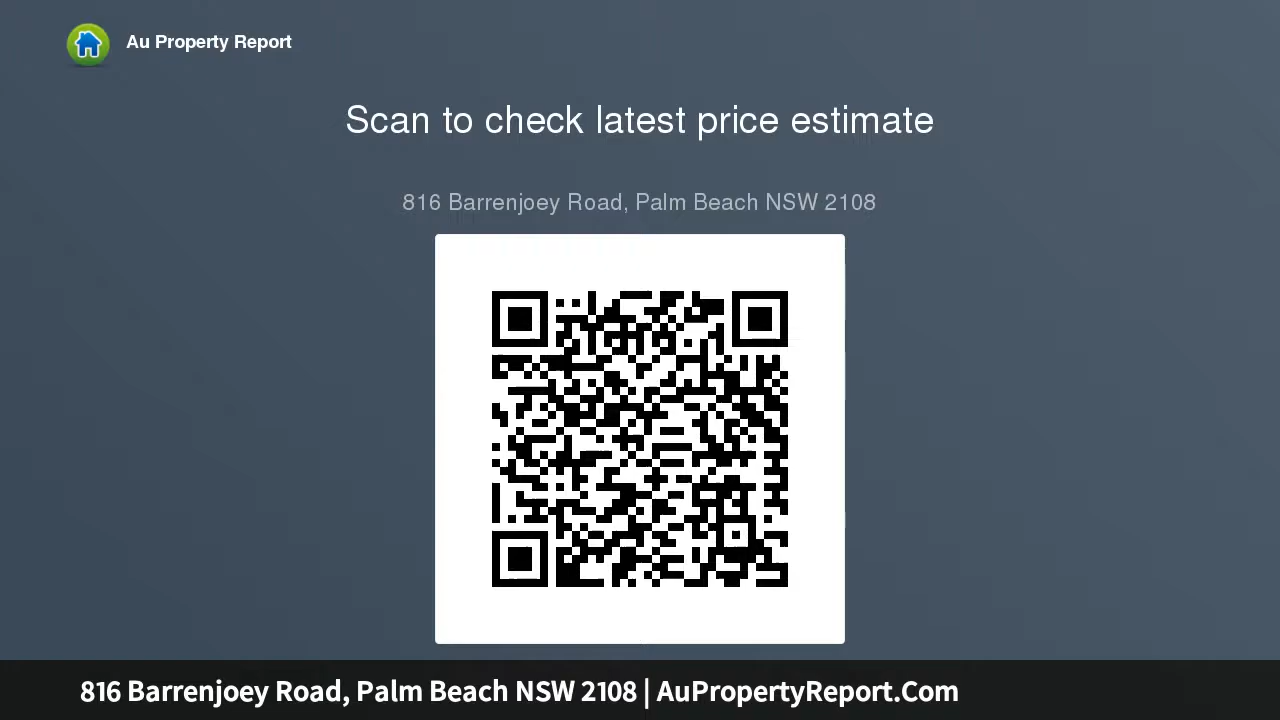 Au Property Report
Scan to check latest price estimate
816 Barrenjoey Road, Palm Beach NSW 2108
816 Barrenjoey Road, Palm Beach NSW 2108 | AuPropertyReport.Com